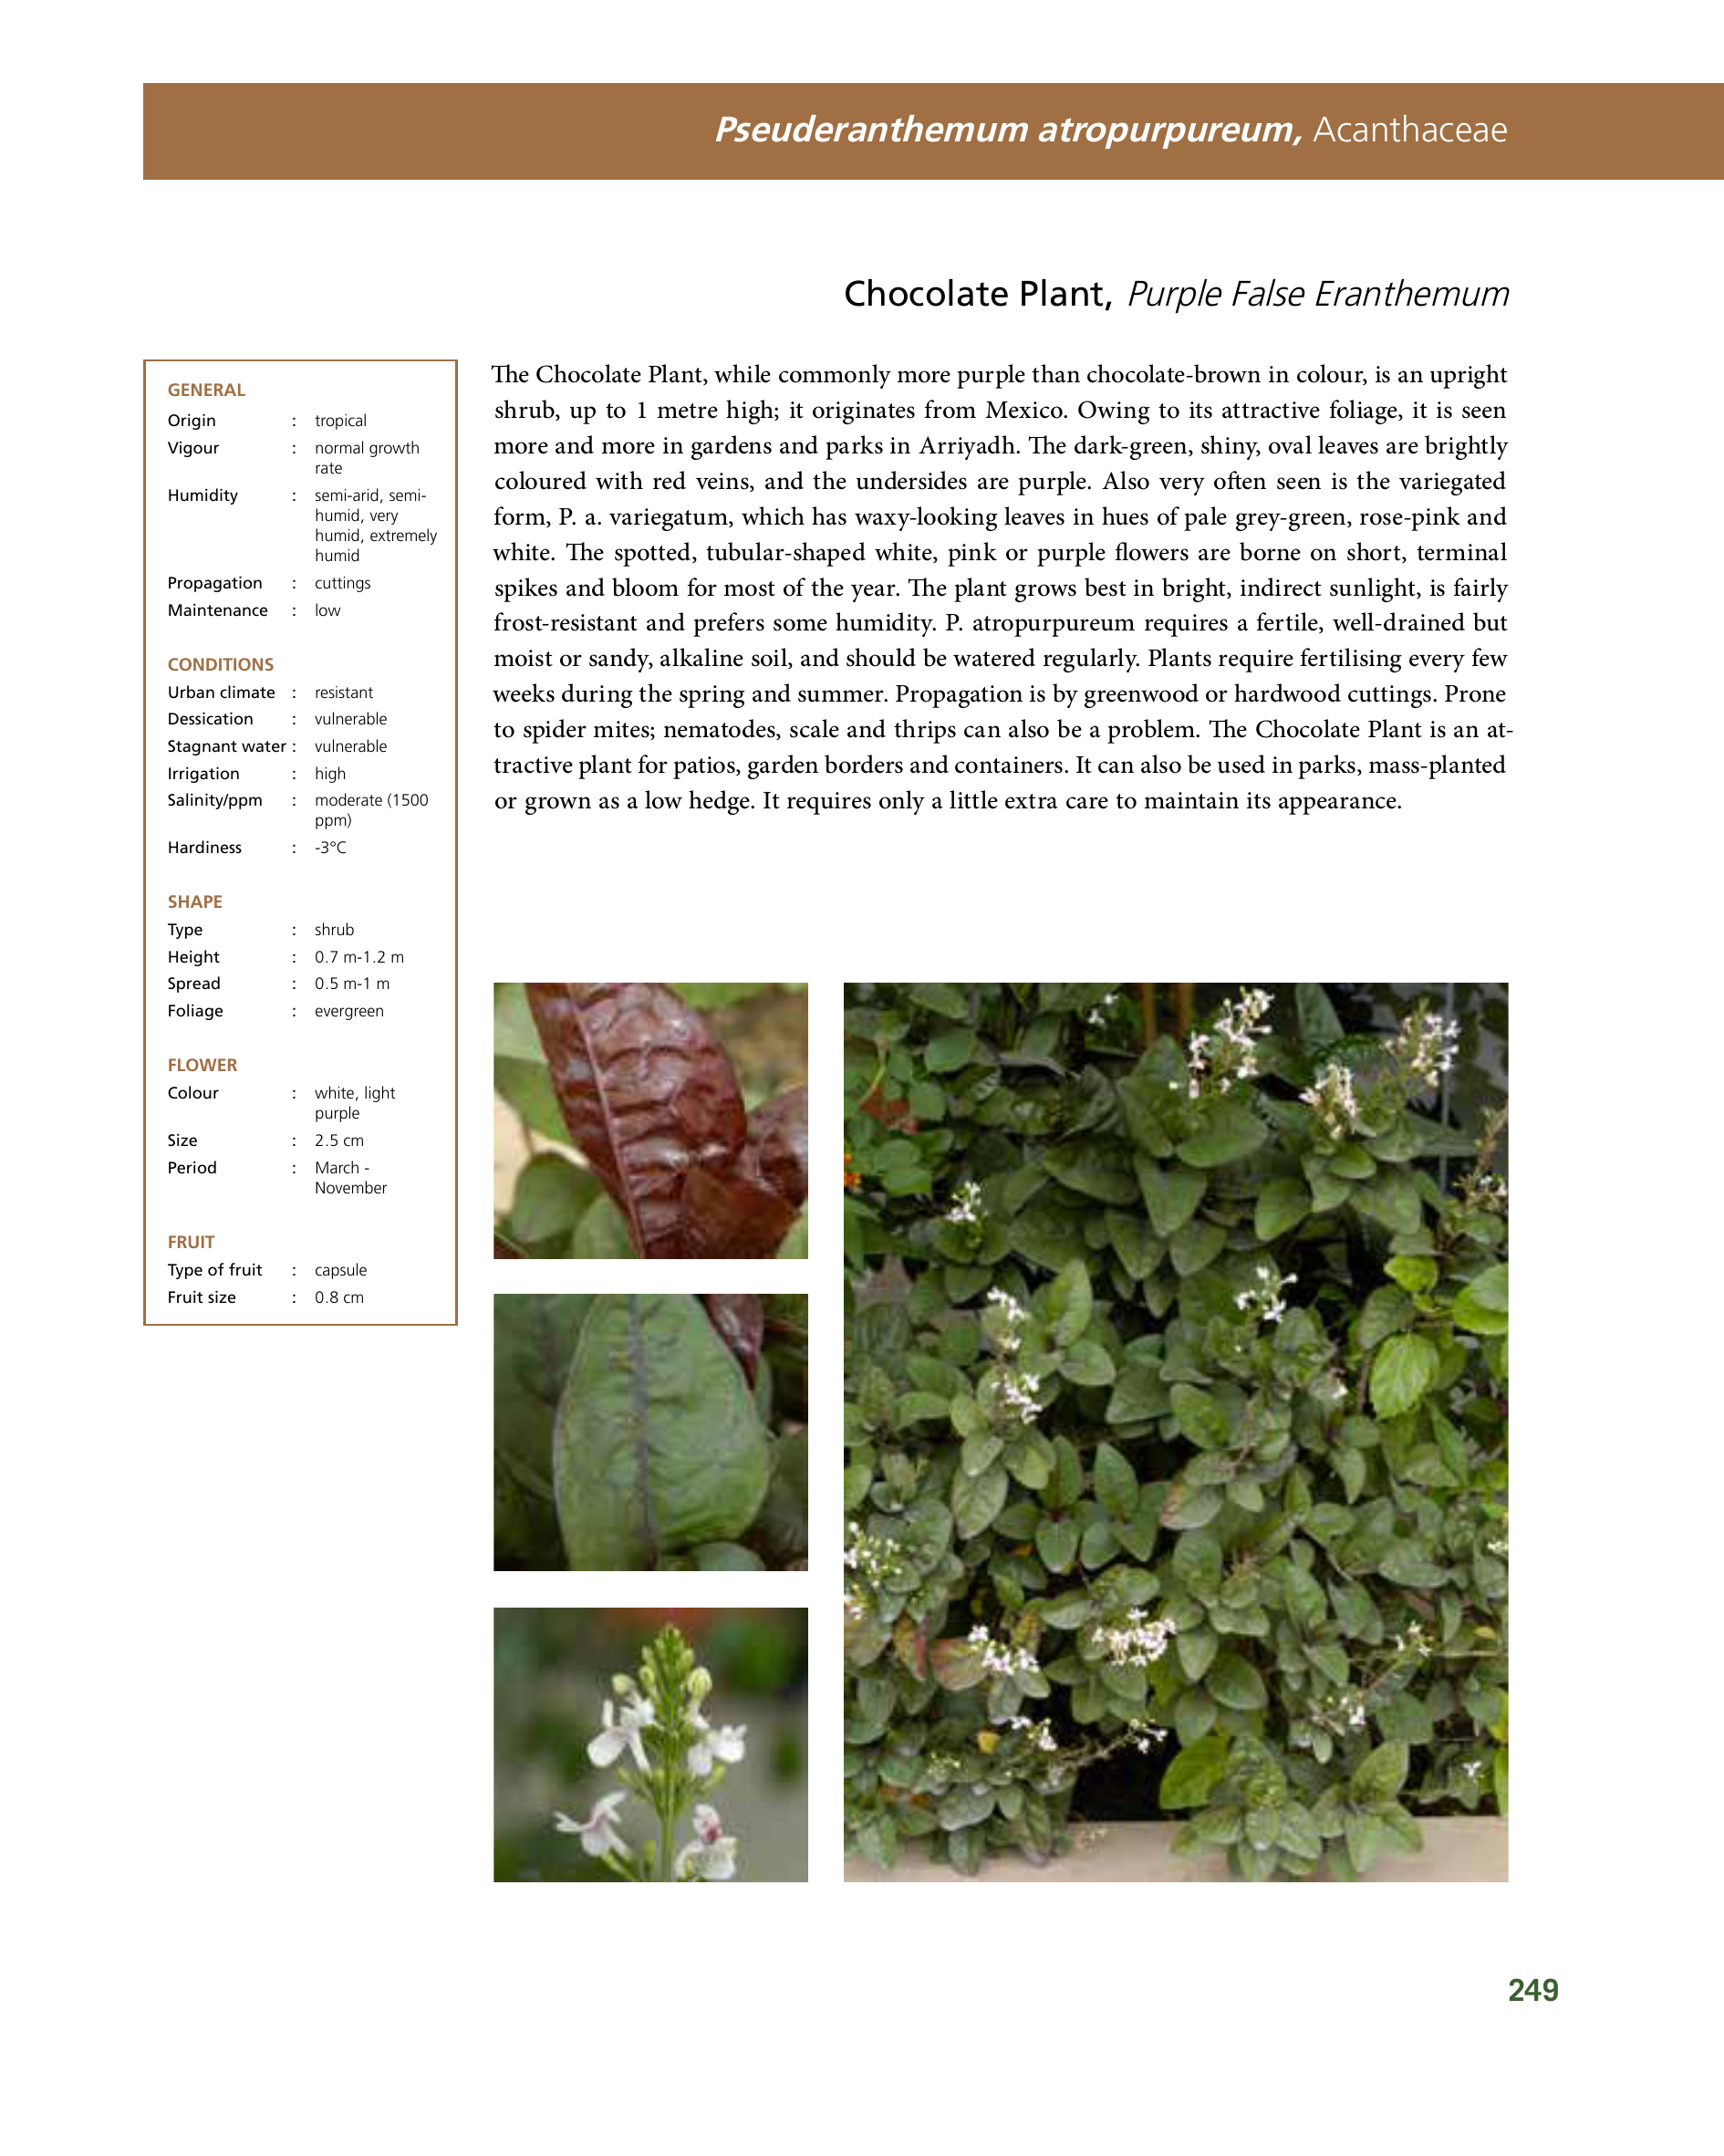 Pseuderanthemum atropurpureum, Acanthaceae
Chocolate Plant, Purple False Eranthemum
GENERAL
Origin : tropical
Vigour : normal growth
rate
Humidity : semi-arid, semi-
humid, very
humid, extremely
humid
Propagation : cuttings
Maintenance : low
CONDITIONS
Urban climate : resistant
Dessication : vulnerable
Stagnant water : vulnerable
Irrigation : high
Salinity/ppm : moderate (1500
ppm)
Hardiness : -3°C
SHAPE
Type : shrub
Height : 0.7 m-1.2 m
Spread : 0.5 m-1 m
Foliage : evergreen
FLOWER
Colour : white, light
purple
Size : 2.5 cm
Period : March -
November
FRUIT
Type of fruit : capsule
Fruit size : 0.8 cm
The Chocolate Plant, while commonly more purple than chocolate-brown in colour, is an upright
shrub, up to 1 metre high; it originates from Mexico. Owing to its attractive foliage, it is seen
more and more in gardens and parks in Arriyadh. The dark-green, shiny, oval leaves are brightly
coloured with red veins, and the undersides are purple. Also very often seen is the variegated
form, P. a. variegatum, which has waxy-looking leaves in hues of pale grey-green, rose-pink and
white. The spotted, tubular-shaped white, pink or purple flowers are borne on short, terminal
spikes and bloom for most of the year. The plant grows best in bright, indirect sunlight, is fairly
frost-resistant and prefers some humidity. P. atropurpureum requires a fertile, well-drained but
moist or sandy, alkaline soil, and should be watered regularly. Plants require fertilising every few
weeks during the spring and summer. Propagation is by greenwood or hardwood cuttings. Prone
to spider mites; nematodes, scale and thrips can also be a problem. The Chocolate Plant is an at-
tractive plant for patios, garden borders and containers. It can also be used in parks, mass-planted
or grown as a low hedge. It requires only a little extra care to maintain its appearance.
249